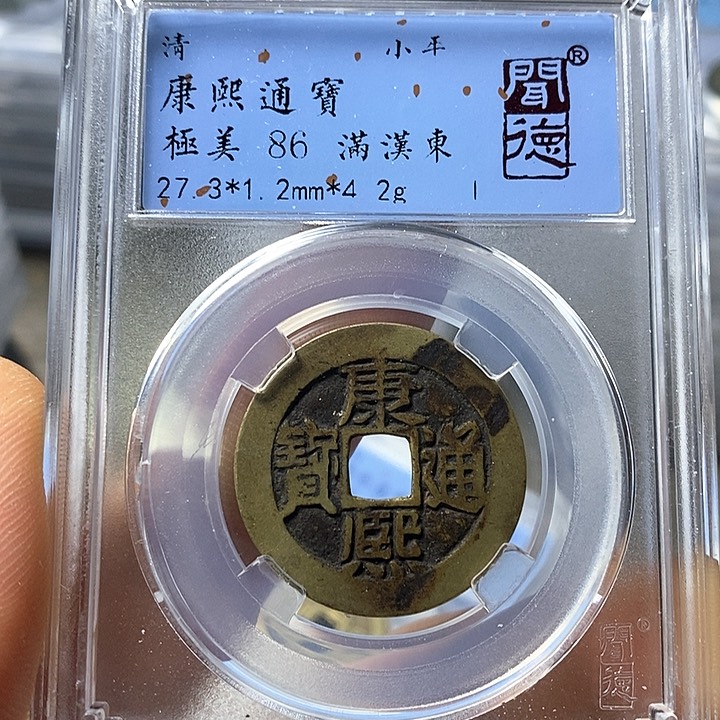 清 小平
康熙通寶
極美 86 滿漢東
27.3*1.2mm*4.2g
聞德®
康熙通寶
聞德